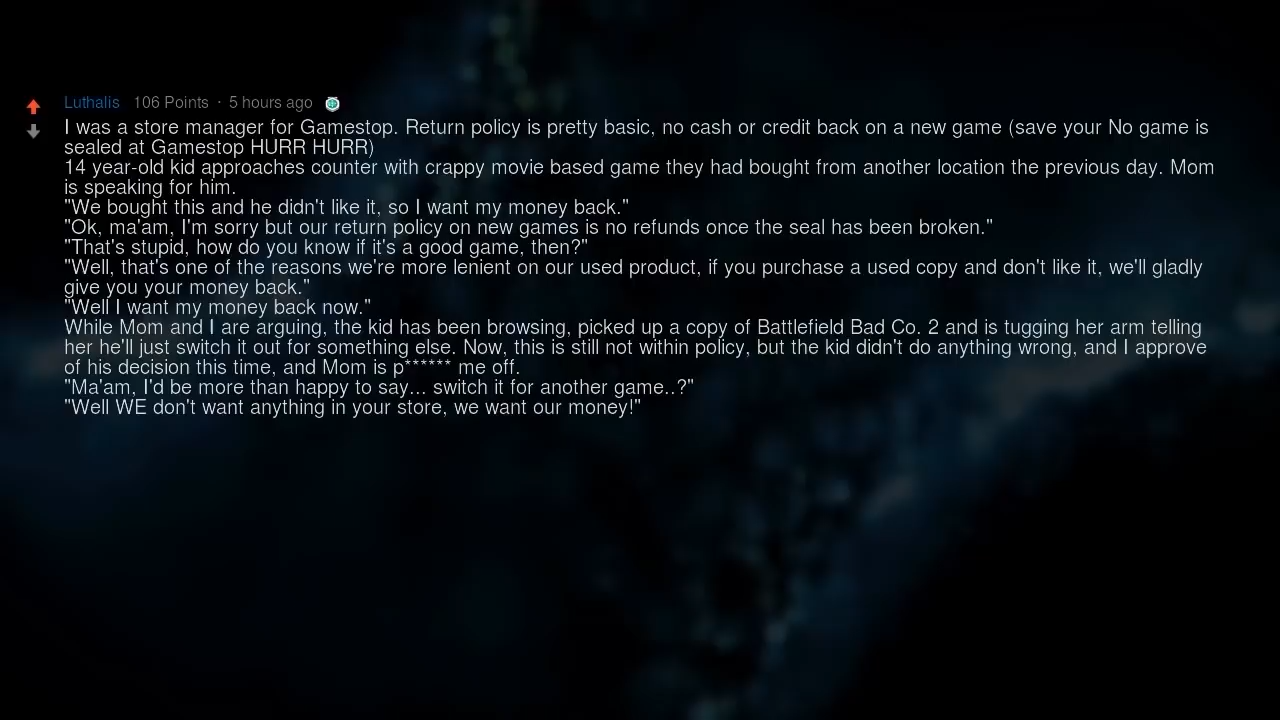 Luthalis 106 Points · 5 hours ago
I was a store manager for Gamestop. Return policy is pretty basic, no cash or credit back on a new game (save your No game is
sealed at Gamestop HURR HURR)
14 year-old kid approaches counter with crappy movie based game they had bought from another location the previous day. Mom
is speaking for him.
"We bought this and he didn't like it, so I want my money back."
"Ok, ma'am, I'm sorry but our return policy on new games is no refunds once the seal has been broken."
"That's stupid, how do you know if it's a good game, then?"
"Well, that's one of the reasons we're more lenient on our used product, if you purchase a used copy and don't like it, we'll gladly
give you your money back."
"Well I want my money back now."
While Mom and I are arguing, the kid has been browsing, picked up a copy of Battlefield Bad Co. 2 and is tugging her arm telling
her he'll just switch it out for something else. Now, this is still not within policy, but the kid didn't do anything wrong, and I approve
of his decision this time, and Mom is p****** me off.
"Ma'am, I'd be more than happy to say... switch it for another game..?"
"Well WE don't want anything in your store, we want our money!"